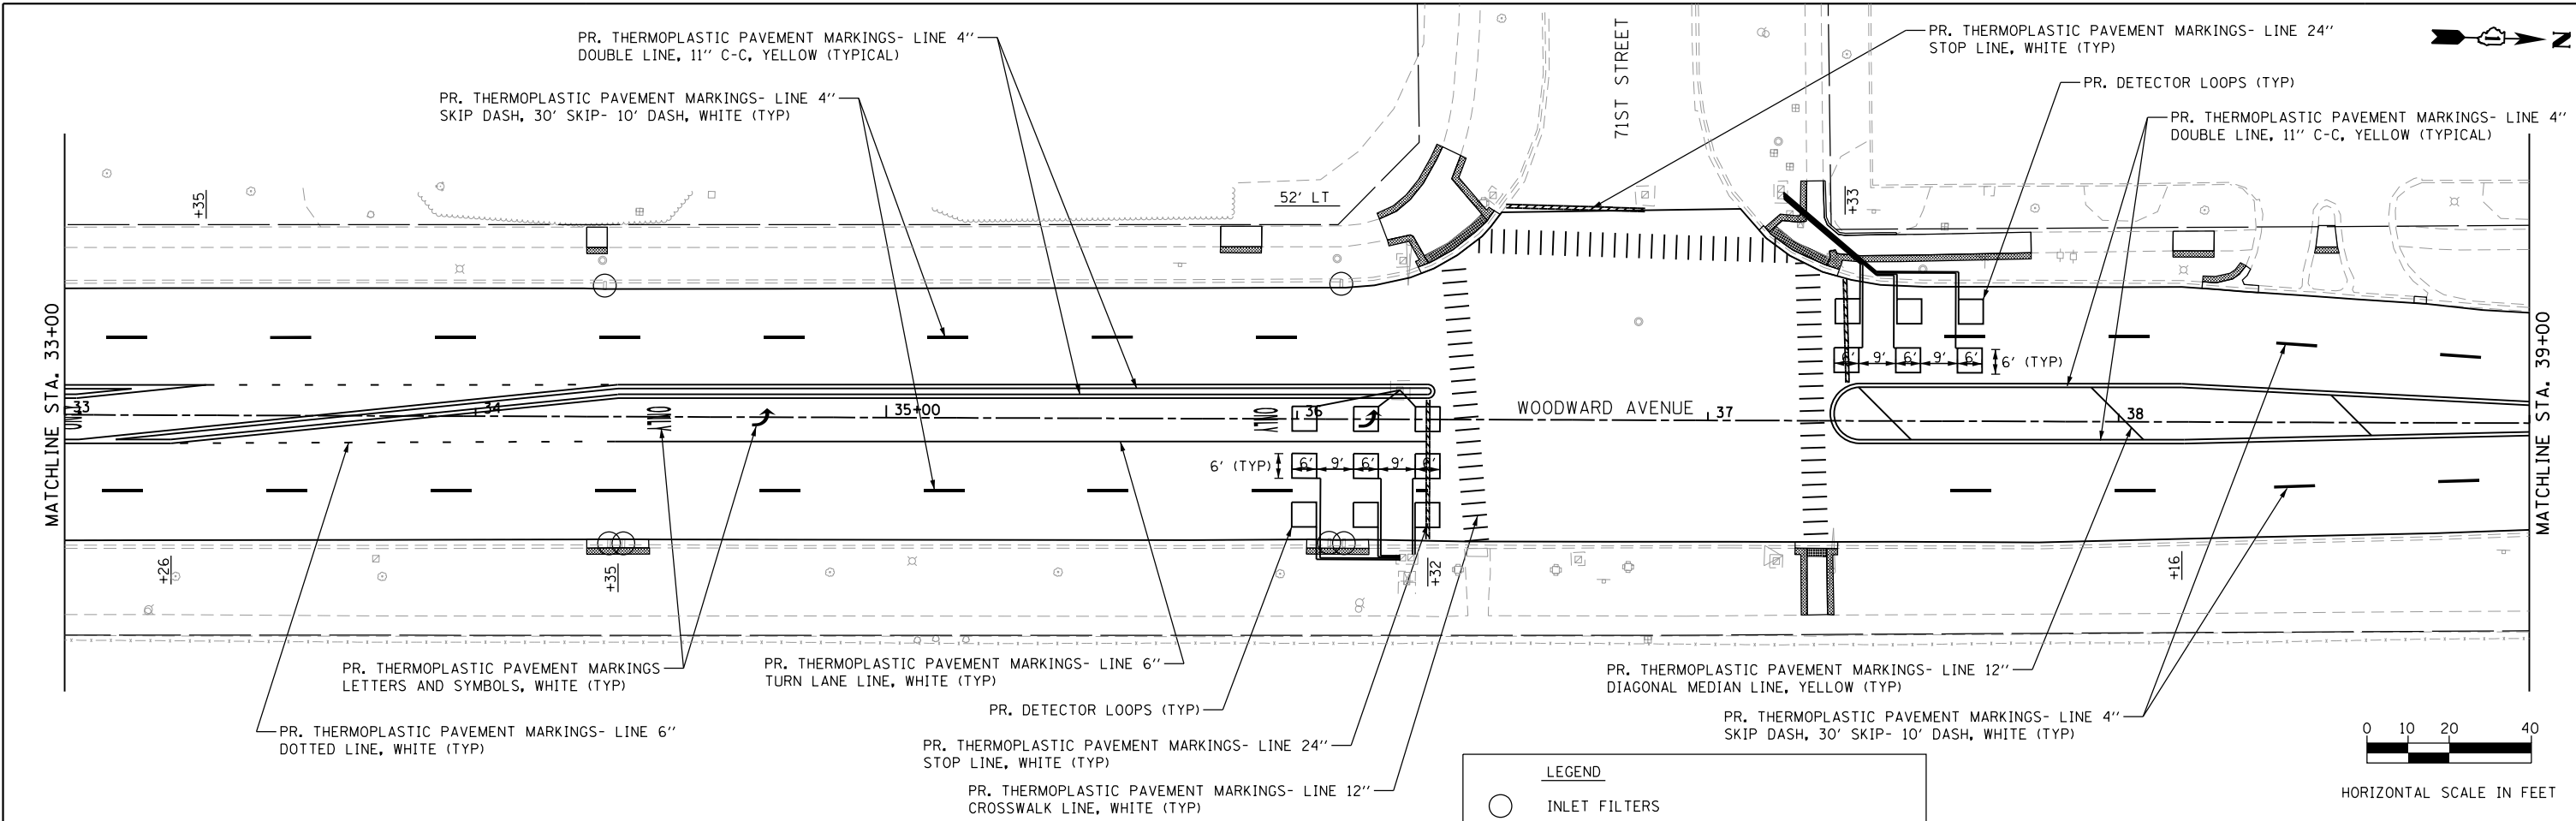 PR. THERMOPLASTIC PAVEMENT MARKINGS- LINE 4''
DOUBLE LINE, 11'' C-C, YELLOW (TYPICAL)
PR. THERMOPLASTIC PAVEMENT MARKINGS- LINE 4''
SKIP DASH, 30' SKIP- 10' DASH, WHITE (TYP)
71ST STREET
PR. THERMOPLASTIC PAVEMENT MARKINGS- LINE 24''
STOP LINE, WHITE (TYP)
N
PR. DETECTOR LOOPS (TYP)
PR. THERMOPLASTIC PAVEMENT MARKINGS- LINE 4''
DOUBLE LINE, 11'' C-C, YELLOW (TYPICAL)
+35
52' LT
+33
MATCHLINE STA. 33+00
6' 9' 6' 9' 6'
6' (TYP)
33
34
ONLY
35+00
ONLY
36
WOODWARD AVENUE
37
38
MATCHLINE STA. 39+00
6' (TYP)
6' 9' 6' 9' 6'
+26
+35
+32
+16
PR. THERMOPLASTIC PAVEMENT MARKINGS
LETTERS AND SYMBOLS, WHITE (TYP)
PR. THERMOPLASTIC PAVEMENT MARKINGS- LINE 6''
TURN LANE LINE, WHITE (TYP)
PR. THERMOPLASTIC PAVEMENT MARKINGS- LINE 12''
DIAGONAL MEDIAN LINE, YELLOW (TYP)
PR. DETECTOR LOOPS (TYP)
PR. THERMOPLASTIC PAVEMENT MARKINGS- LINE 4''
SKIP DASH, 30' SKIP- 10' DASH, WHITE (TYP)
PR. THERMOPLASTIC PAVEMENT MARKINGS- LINE 6''
DOTTED LINE, WHITE (TYP)
PR. THERMOPLASTIC PAVEMENT MARKINGS- LINE 24''
STOP LINE, WHITE (TYP)
PR. THERMOPLASTIC PAVEMENT MARKINGS- LINE 12''
CROSSWALK LINE, WHITE (TYP)
LEGEND
INLET FILTERS
0 10 20 40
HORIZONTAL SCALE IN FEET